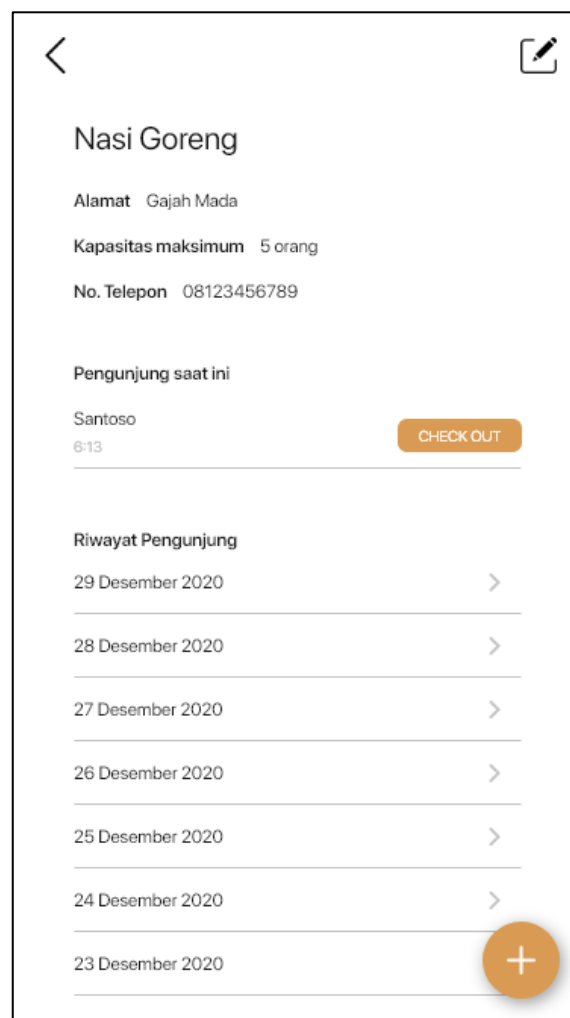 Nasi Goreng
Alamat Gajah Mada
Kapasitas maksimum 5 orang
No. Telepon 08123456789
Pengunjung saat ini
Santoso
6:13
CHECK OUT
Riwayat Pengunjung
29 Desember 2020
28 Desember 2020
27 Desember 2020
26 Desember 2020
25 Desember 2020
24 Desember 2020
23 Desember 2020